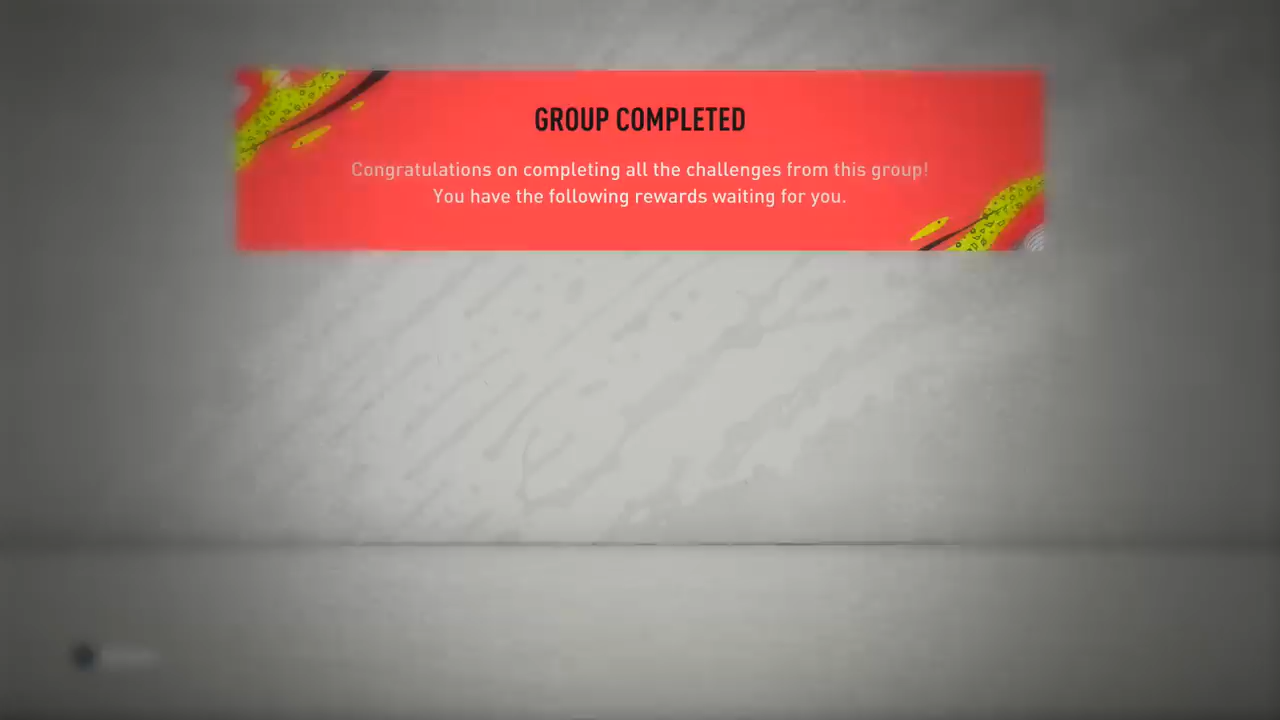 GROUP COMPLETED
Congratulations on completing all the challenges from this group!
You have the following rewards waiting for you.